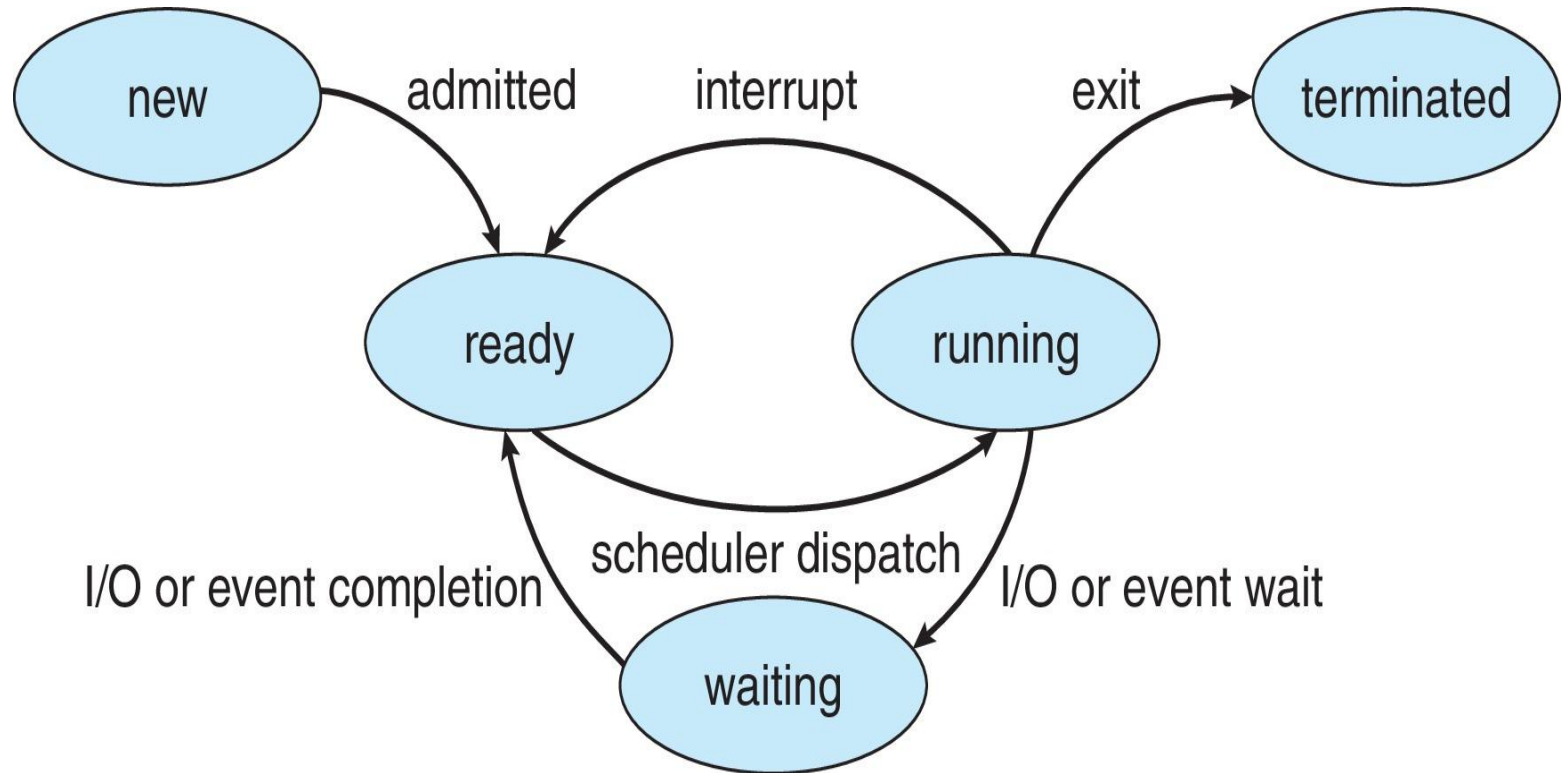 new
admitted
interrupt
exit
terminated
ready
running
scheduler dispatch
I/O or event completion
I/O or event wait
waiting